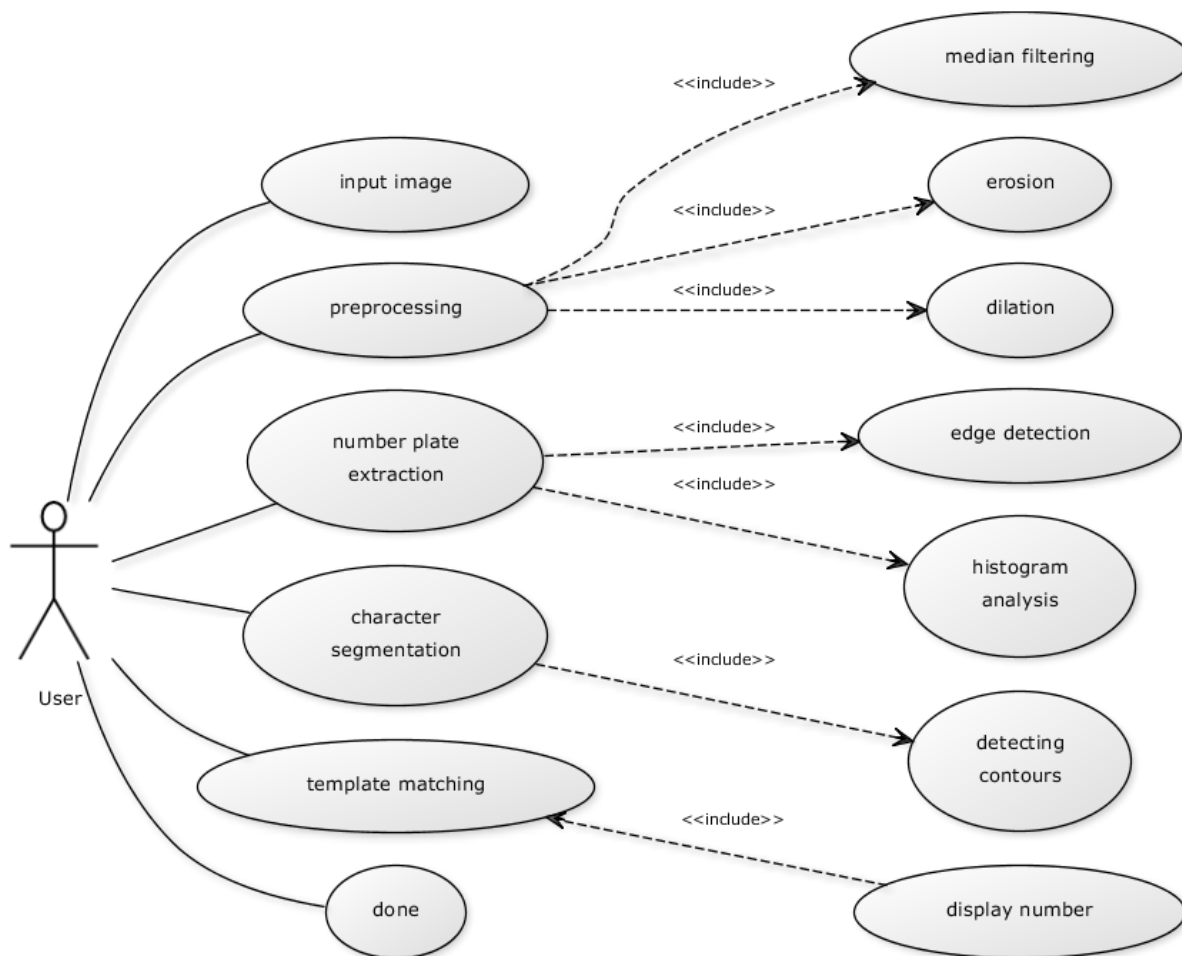 median filtering
<<include>>
input image
erosion
<<include>>
<<include>>
preprocessing
dilation
<<include>>
number plate
extraction
edge detection
<<include>>
histogram
analysis
character
segmentation
<<include>>
User
detecting
contours
template matching
<<include>>
done
display number